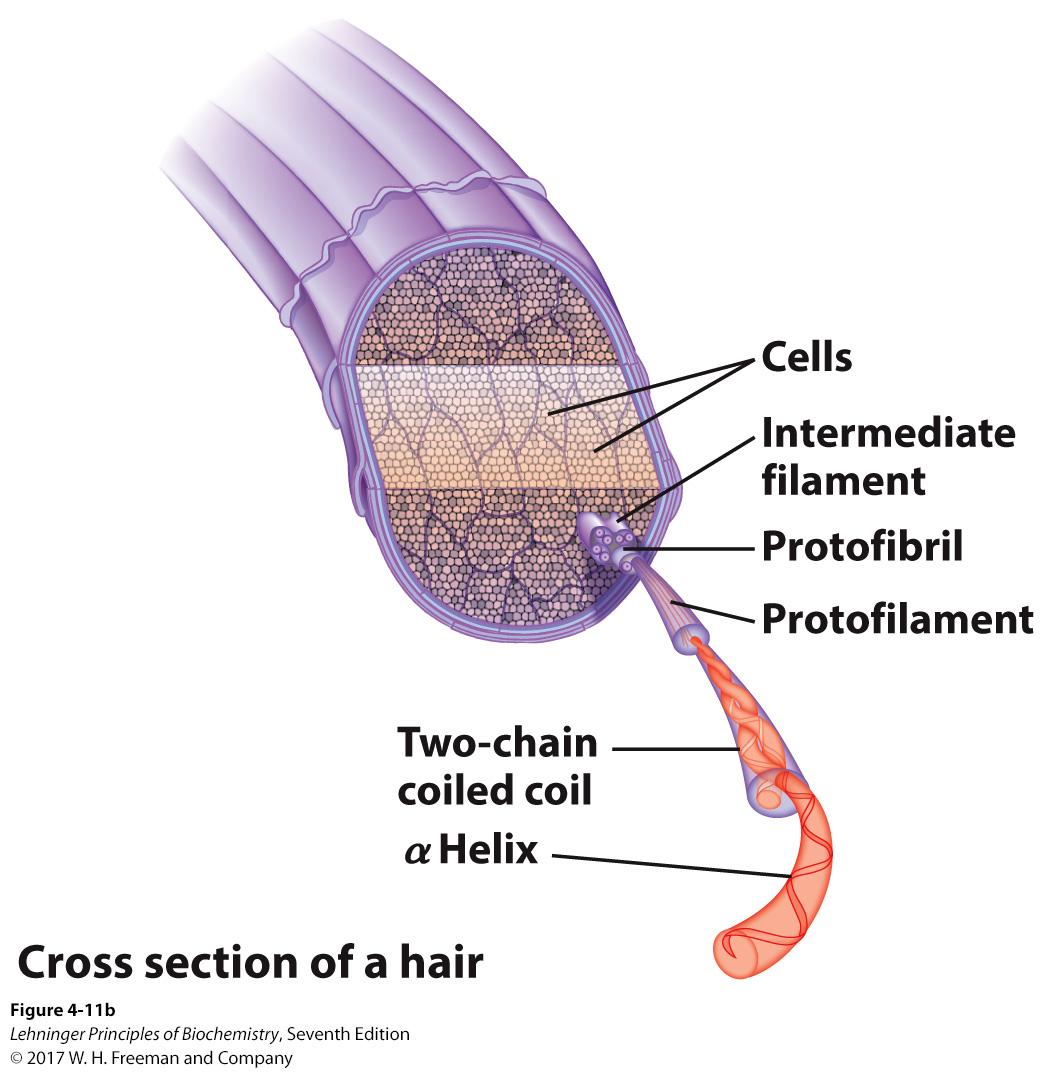 Cells
Intermediate
filament
Protofibril
Protofilament
Two-chain
coiled coil
α Helix
Cross section of a hair
Figure 4-11b
Lehninger Principles of Biochemistry, Seventh Edition
© 2017 W. H. Freeman and Company